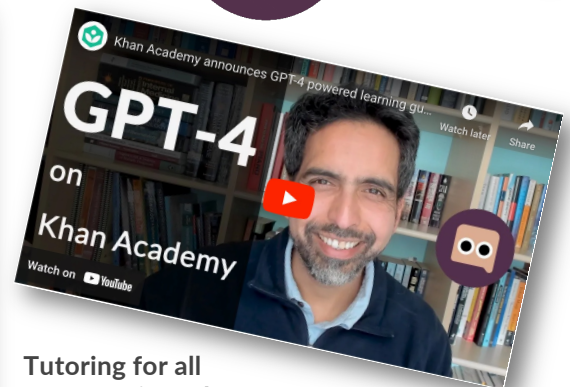 Khan Academy announces GPT-4 powered learning gu...
Watch later
Share
GPT-4
on
Khan Academy
Watch on YouTube
Tutoring for all